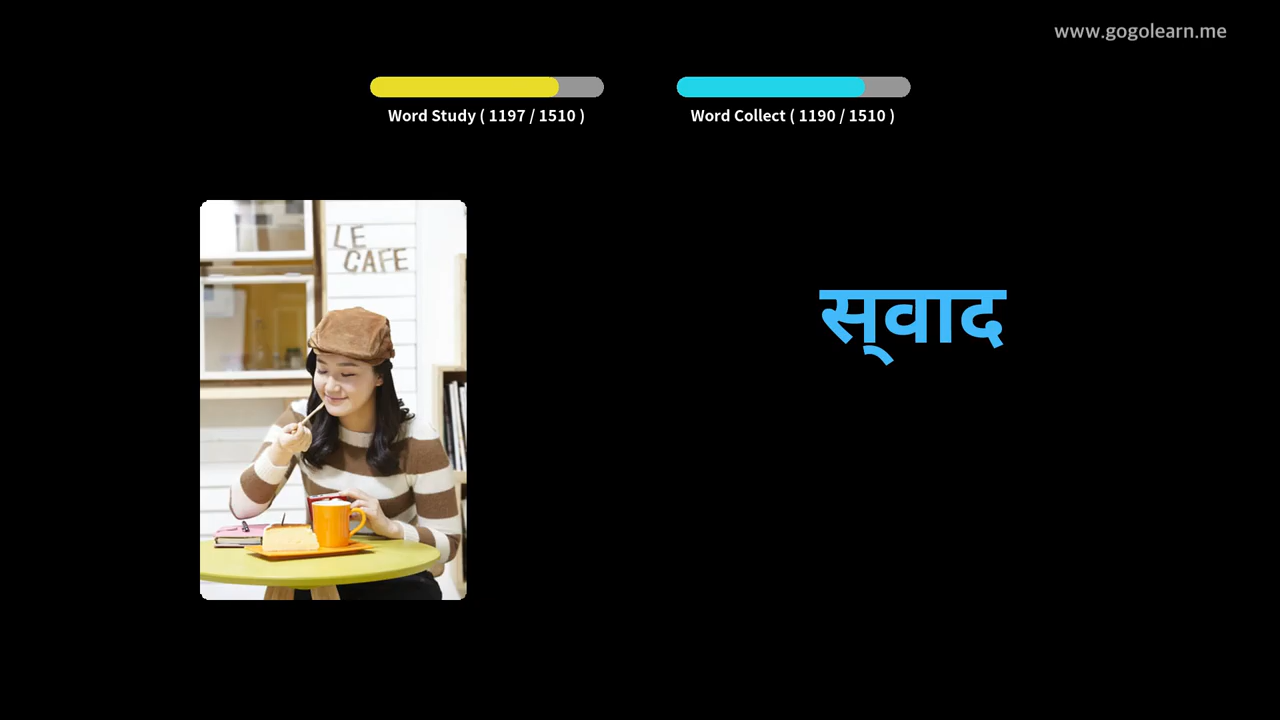 www.gogolearn.me
Word Study ( 1197 / 1510 )
Word Collect ( 1190 / 1510 )
LE
CAFE
स्‌वाद